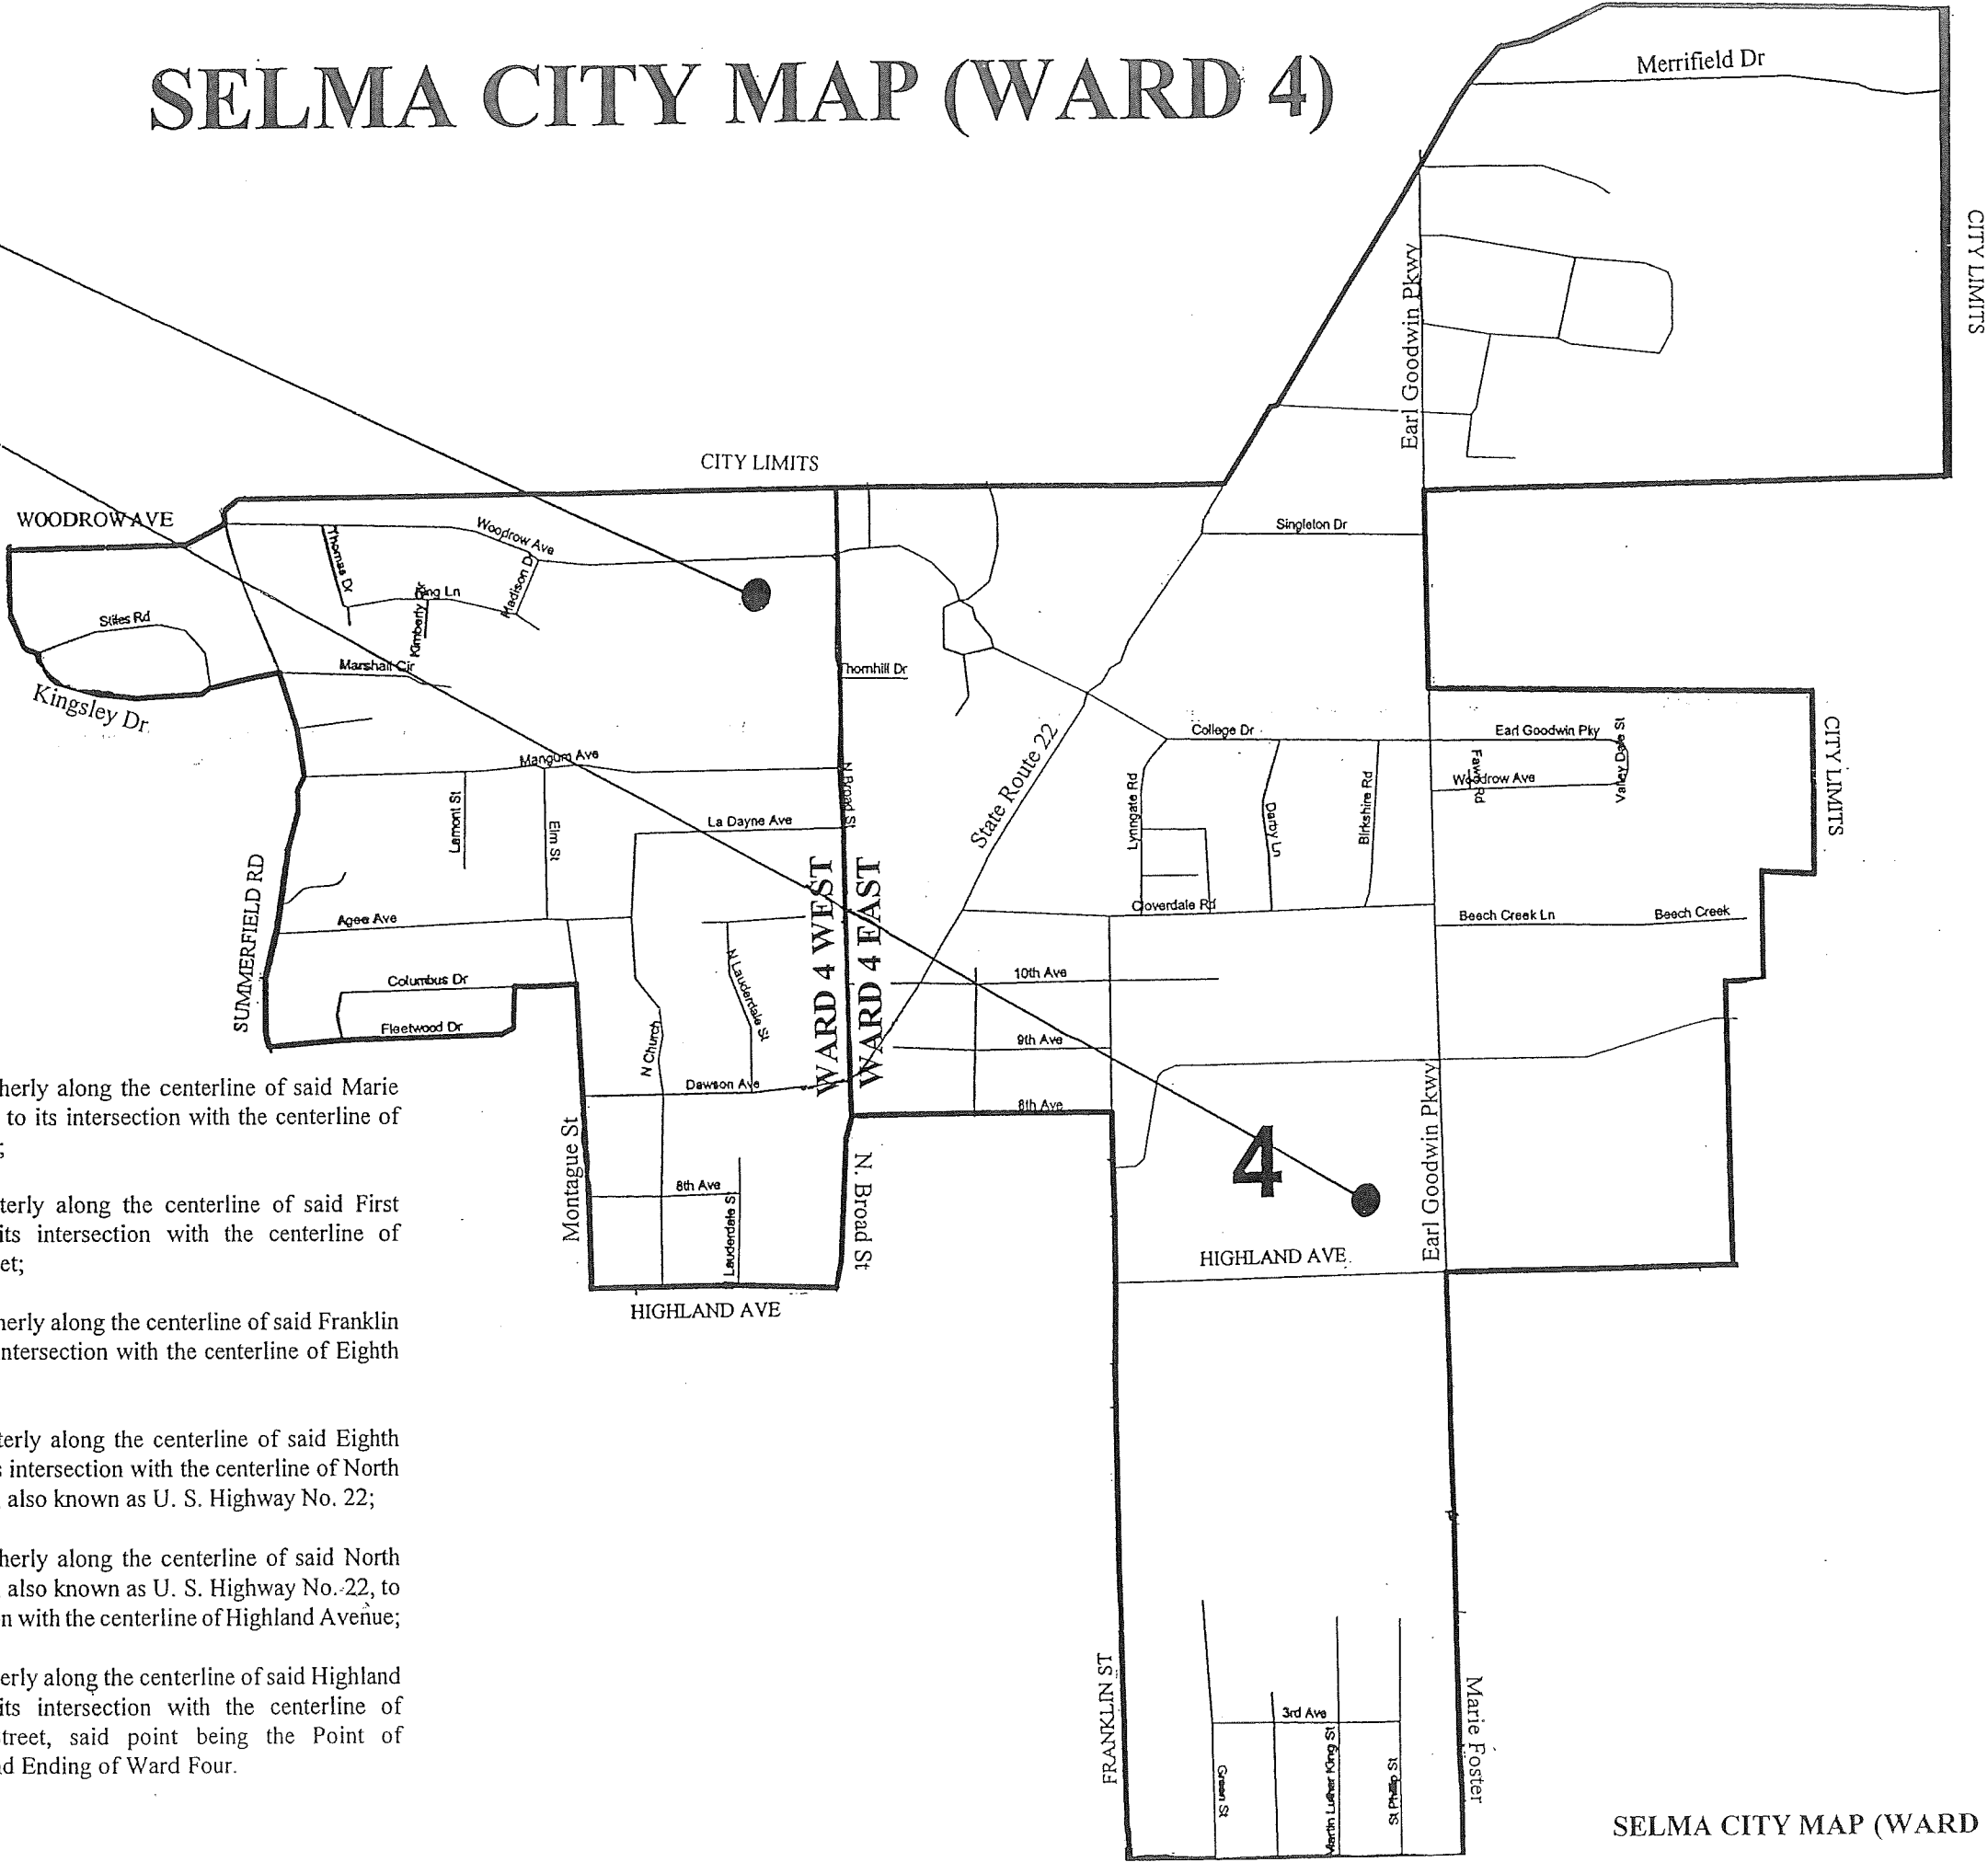 SELMA CITY MAP (WARD 4)
Merrifield Dr
CITY LIMITS
Earl Goodwin Pkwy
CITY LIMITS
WOODROW AVE
Woodrow Ave
Singleton Dr
Thomas Dr
Kimberly Dr
Ln
Madison D
Stiles Rd
Marshall Cir
Thornhill Dr
Kingsley Dr.
College Dr
Earl Goodwin Pky
Valley Dale St
CITY LIMITS
Mangum Ave
N Broad St
State Route 22
Fawn Rd
Woodrow Ave
Lamont St
Elm St
La Dayne Ave
Lynngate Rd
Darby Ln
Birkshire Rd
WARD 4 WEST
WARD 4 EAST
SUMMERFIELD RD
Agee Ave
Cloverdale Rd
Beech Creek Ln
Beech Creek
Columbus Dr
N Lauderdale St
10th Ave
Fleetwood Dr
N Church
9th Ave
Dawson Ave
8th Ave
Montague St
N. Broad St
4
Earl Goodwin Pkwy
8th Ave
Lauderdale St
HIGHLAND AVE.
HIGHLAND AVE
herly along the centerline of said Marie
to its intersection with the centerline of
;
terly along the centerline of said First
its intersection with the centerline of
et;
herly along the centerline of said Franklin
ntersection with the centerline of Eighth
terly along the centerline of said Eighth
s intersection with the centerline of North
, also known as U. S. Highway No. 22;
herly along the centerline of said North
, also known as U. S. Highway No. 22, to
n with the centerline of Highland Avenue;
erly along the centerline of said Highland
its intersection with the centerline of
treet, said point being the Point of
d Ending of Ward Four.
FRANKLIN ST
3rd Ave
Green St
Martin Luther King St
St Phillip St
Marie Foster
SELMA CITY MAP (WARD